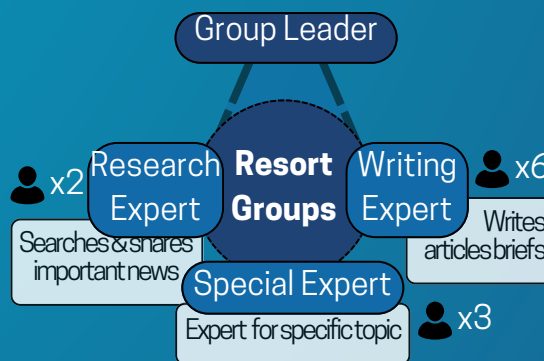 Group Leader
x2
Research
Expert
Searches & shares
important news
Resort
Groups
Writing
Expert
x6
Writes
articles briefs
Special Expert
Expert for specific topic
x3